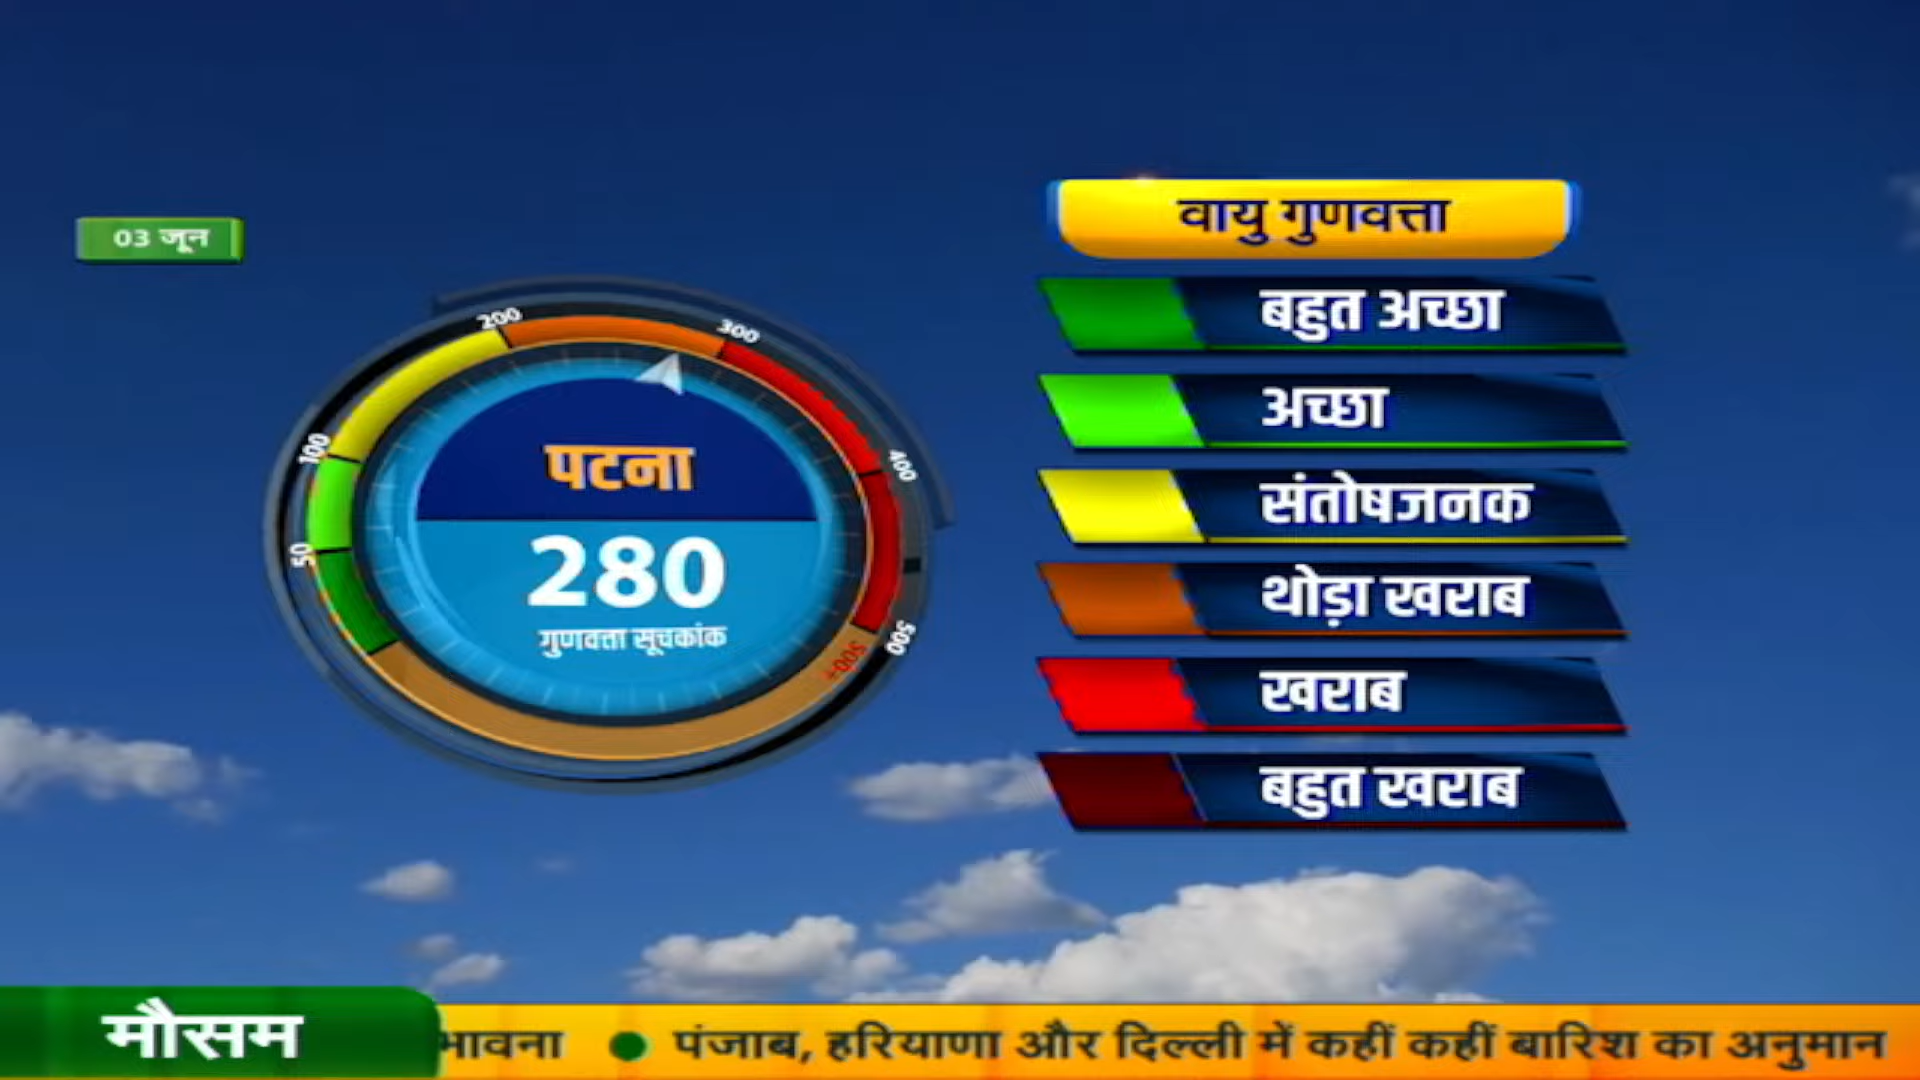 03 जून
50
100
200
300
400
500
500+
पटना
280
गुणवत्ता सूचकांक
वायु गुणवत्ता
बहुत अच्छा
अच्छा
संतोषजनक
थोड़ा खराब
खराब
बहुत खराब
मौसम
भावना ● पंजाब, हरियाणा और दिल्ली में कहीं कहीं बारिश का अनुमान